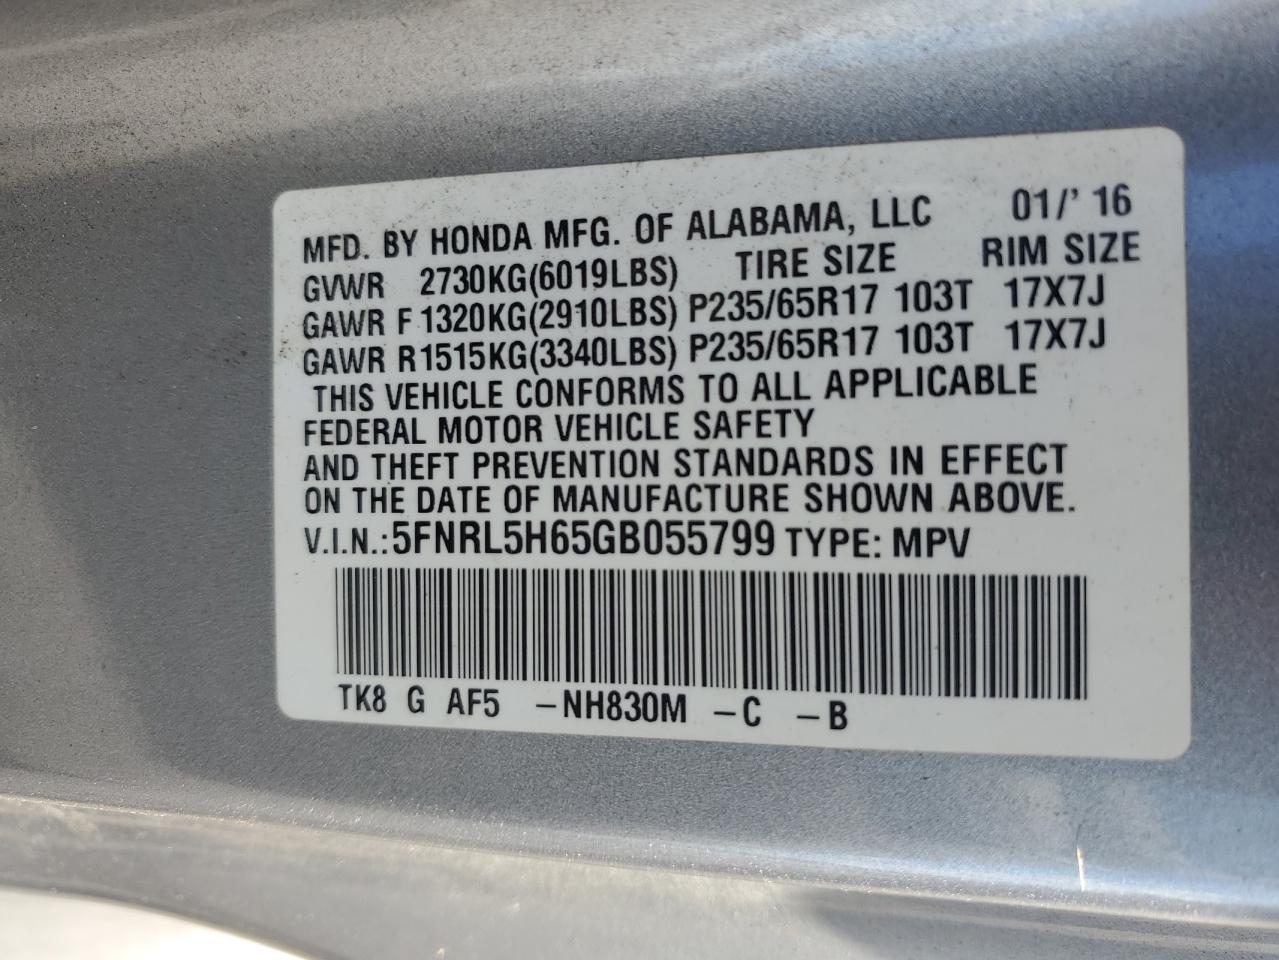 MFD. BY HONDA MFG. OF ALABAMA, LLC 01/' 16
GVWR 2730KG(6019LBS) TIRE SIZE RIM SIZE
GAWR F 1320KG(2910LBS) P235/65R17 103T 17X7J
GAWR R1515KG(3340LBS) P235/65R17 103T 17X7J
THIS VEHICLE CONFORMS TO ALL APPLICABLE
FEDERAL MOTOR VEHICLE SAFETY
AND THEFT PREVENTION STANDARDS IN EFFECT
ON THE DATE OF MANUFACTURE SHOWN ABOVE.
V.I.N.: 5FNRL5H65GB055799 TYPE: MPV
TK8 G AF5 –NH830M –C –B